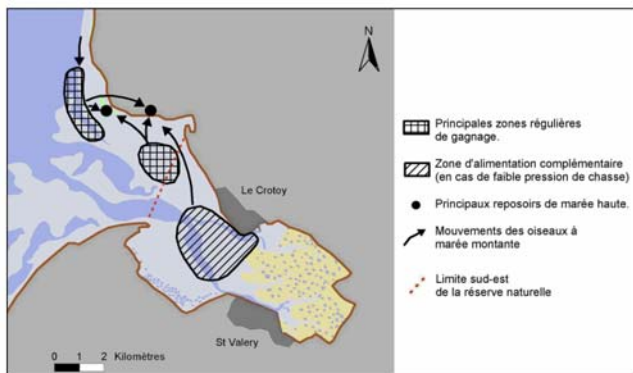 N
Le Crotoy
St Valery
0 1 2 Kilomètres
Principales zones régulières
de gagnage.
Zone d'alimentation complémentaire
(en cas de faible pression de chasse)
Principaux reposoirs de marée haute.
Mouvements des oiseaux à
marée montante
Limite sud-est
de la réserve naturelle